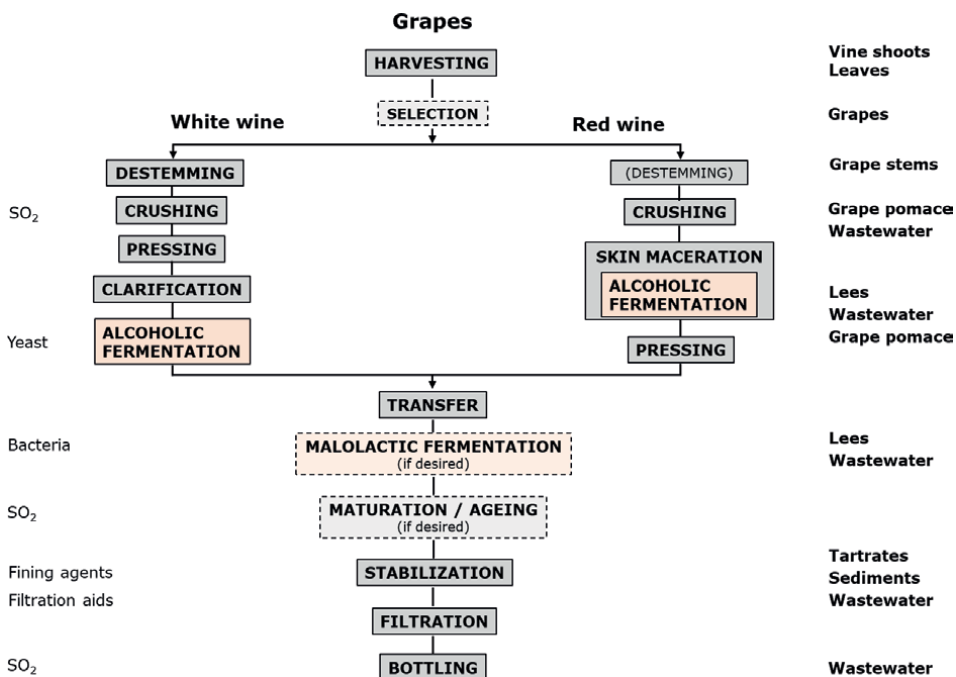 Grapes
HARVESTING
Vine shoots
Leaves
SELECTION
Grapes
White wine
Red wine
DESTEMMING
(DESTEMMING)
Grape stems
SO₂
CRUSHING
CRUSHING
Grape pomace
Wastewater
PRESSING
SKIN MACERATION
CLARIFICATION
ALCOHOLIC
FERMENTATION
Lees
Wastewater
Grape pomace
Yeast
ALCOHOLIC
FERMENTATION
PRESSING
TRANSFER
Bacteria
MALOLACTIC FERMENTATION
(if desired)
Lees
Wastewater
SO₂
MATURATION / AGEING
(if desired)
Fining agents
Filtration aids
STABILIZATION
Tartrates
Sediments
Wastewater
FILTRATION
SO₂
BOTTLING
Wastewater